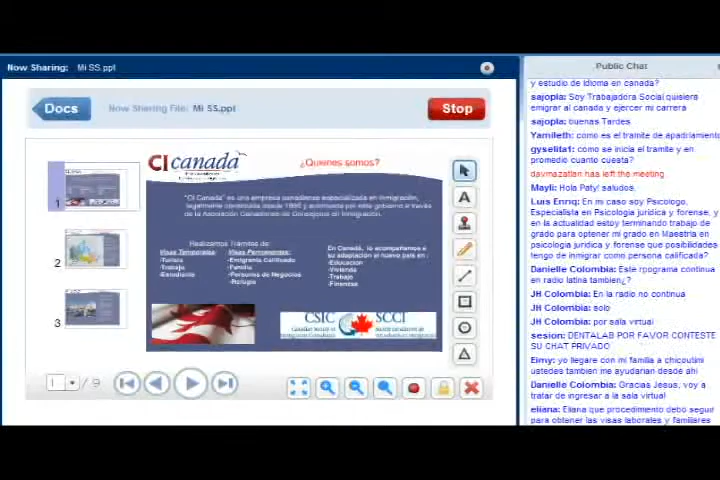 Now Sharing: Mi SS.ppt
Public Chat
Docs
Now Sharing File: Mi SS.ppt
Stop
CI canada
¿Quienes somos?
"CI Canada" es una empresa canadiense especializada en inmigración,
legalmente constituida desde 1995 y autorizada por este gobierno a través
de la Asociación Canadiense de Consejeros en Inmigración.
Realizamos Trámites de:
Visas Temporales:
-Turista
-Trabajo
-Estudiante
Visas Permanentes:
-Emigrante Calificado
-Familia
-Persona de Negocios
-Refugio
En Canadá, lo acompañamos a
su adaptación al nuevo país en :
-Educacion
-Vivienda
-Trabajo
-Finanzas
CSIC
SCCI
1
2
3
/ 9
A
y estudio de idioma en canada?
sajopla: Soy Trabajadora Social quisiera
emigrar al canada y ejercer mi carrera
sajopla: buenas Tardes
Yamileth: como es el tramite de apadriamiento
gyselita1: como se inicia el tramite y en
promedio cuanto cuesta?
davmazatlan has left the meeting.
Mayli: Hola Paty! saludos.
Luis Enriq: En mi caso soy Psicologo,
Especialista en Psicologia juridica y forense, y
en la actualidad estoy terminando trabajo de
grado para obtener mi grado en Maestria en
psicologia juridica y forense que posibilidades
tengo de inmigrar como persona calificada?
Danielle Colombia: Este rpograma continua
en radio latina tambien¿?
JH Colombia: En la radio no continua
JH Colombia: solo
JH Colombia: por sala virtual
sesion: DENTALAB POR FAVOR CONTESTE
SU CHAT PRIVADO
Eimy: yo llegare con mi familia a chicoutimi
ustedes tambien me ayudarian desde ahi
Danielle Colombia: Gracias Jesus, voy a
tratar de ingresar a la sala virtual
eliana: Eliana que procedimento debo seguir
para obtener las visas laborales y familiares